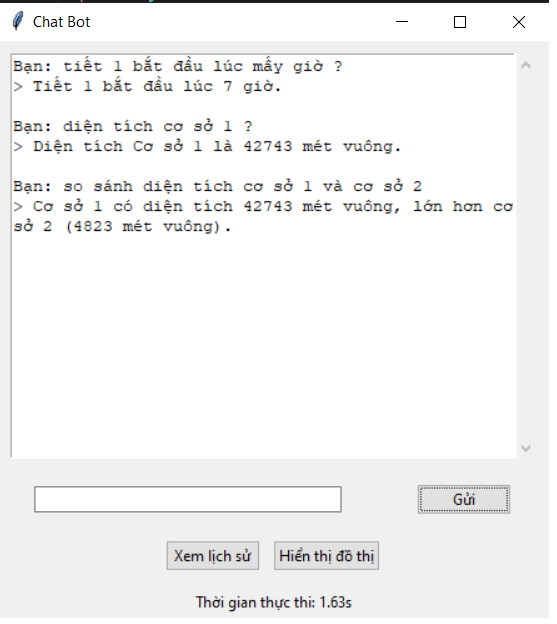 Chat Bot
Bạn: tiết 1 bắt đầu lúc mấy giờ ?
> Tiết 1 bắt đầu lúc 7 giờ.
Bạn: diện tích cơ sở 1 ?
> Diện tích Cơ sở 1 là 42743 mét vuông.
Bạn: so sánh diện tích cơ sở 1 và cơ sở 2
> Cơ sở 1 có diện tích 42743 mét vuông, lớn hơn cơ
sở 2 (4823 mét vuông).
Gửi
Xem lịch sử Hiển thị đồ thị
Thời gian thực thi: 1.63s